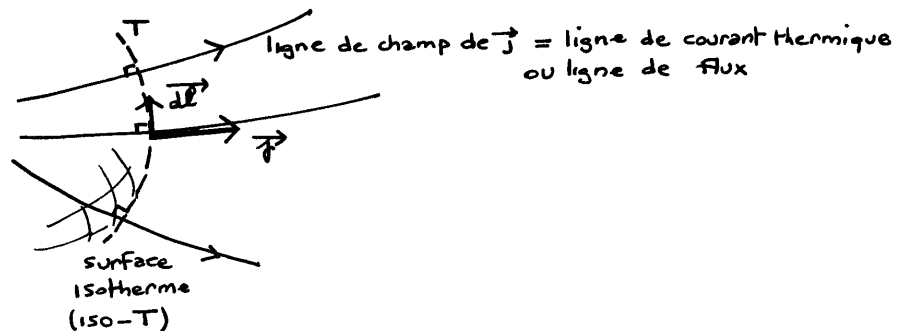 T
ligne de champ de j⃗ = ligne de courant thermique
ou ligne de flux
dl⃗
j⃗
surface
isotherme
(iso-T)